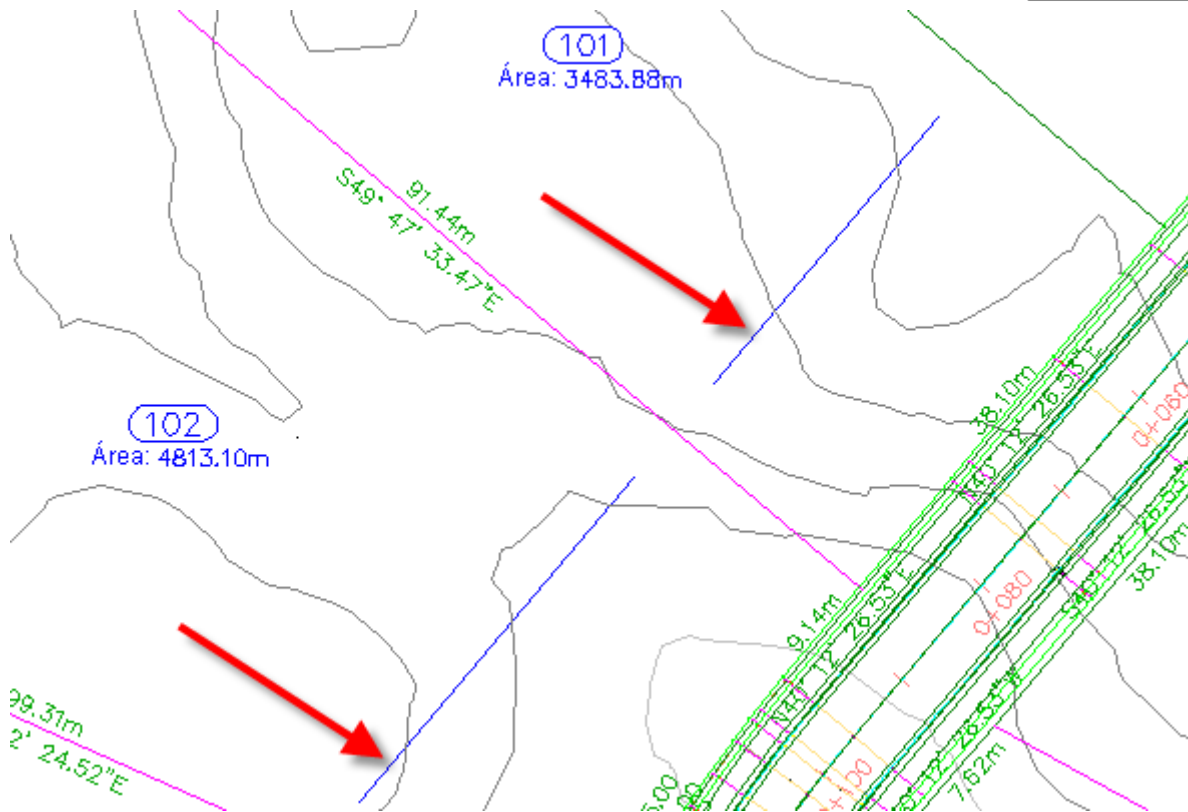 101
Área: 3483.88m
91.44m
S49° 47' 33.47"E
102
Área: 4813.10m
38.10m
N40° 12' 26.53"E
0+060
9.14m
N40° 12' 26.53"E
0+080
38.10m
99.31m
2' 24.52"E
7.62m